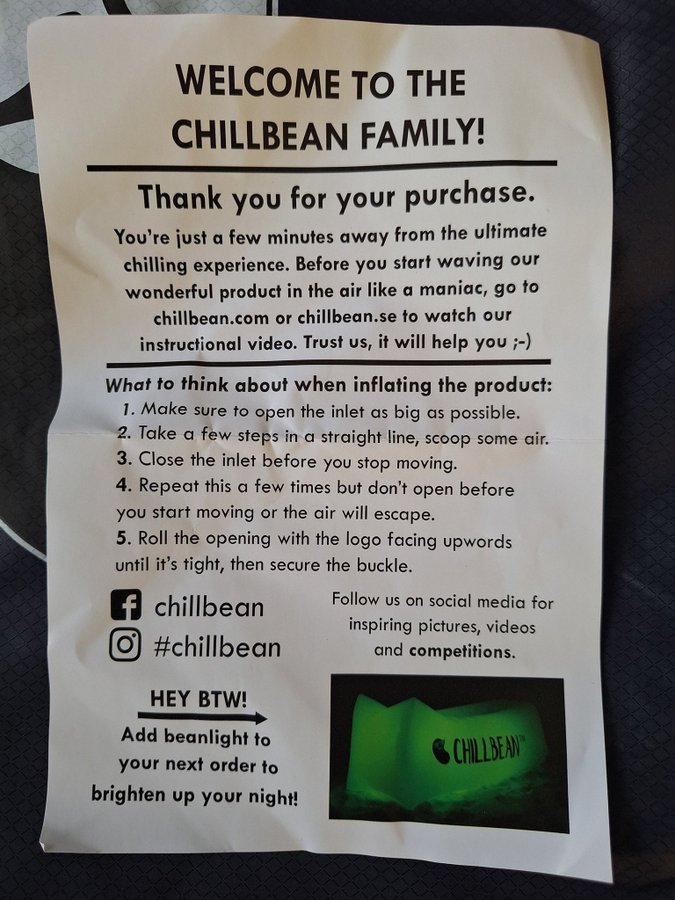 WELCOME TO THE
CHILLBEAN FAMILY!
Thank you for your purchase.
You're just a few minutes away from the ultimate
chilling experience. Before you start waving our
wonderful product in the air like a maniac, go to
chillbean.com or chillbean.se to watch our
instructional video. Trust us, it will help you ;-)
What to think about when inflating the product:
1. Make sure to open the inlet as big as possible.
2. Take a few steps in a straight line, scoop some air.
3. Close the inlet before you stop moving.
4. Repeat this a few times but don't open before
you start moving or the air will escape.
5. Roll the opening with the logo facing upwords
until it's tight, then secure the buckle.
chillbean
#chillbean
Follow us on social media for
inspiring pictures, videos
and competitions.
HEY BTW!
Add beanlight to
your next order to
brighten up your night!
CHILLBEAN™